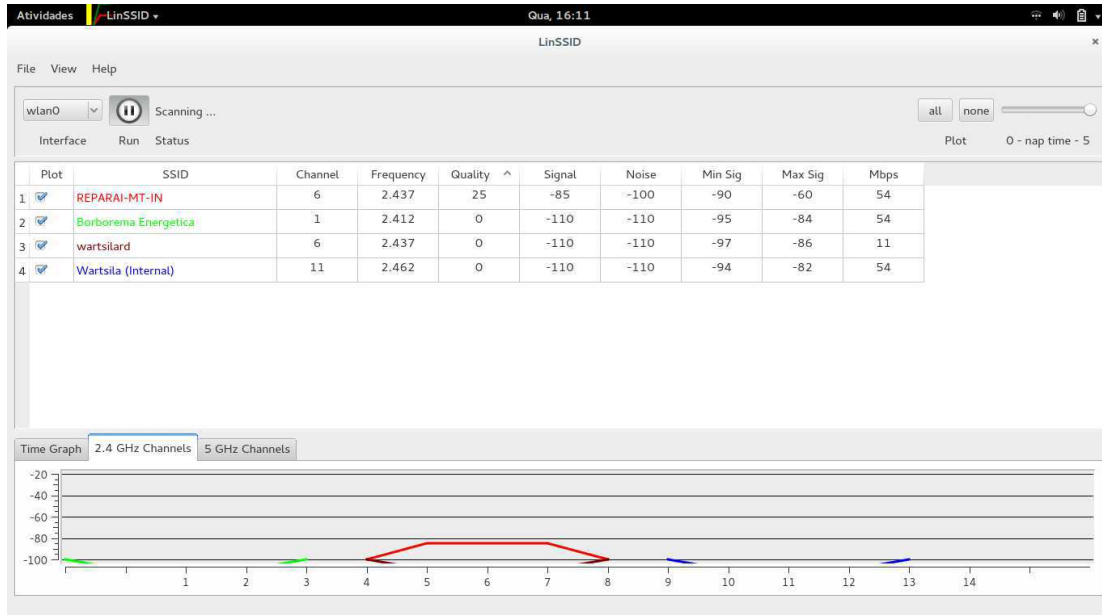 Atividades LinSSID Qua, 16:11
LinSSID
File View Help
wlan0 Scanning ... all none
Interface Run Status Plot 0 - nap time - 5
Plot SSID Channel Frequency Quality Signal Noise Min Sig Max Sig Mbps
1 REPARAI-MT-IN 6 2.437 25 -85 -100 -90 -60 54
2 Borborema Energetica 1 2.412 0 -110 -110 -95 -84 54
3 wartsilard 6 2.437 0 -110 -110 -97 -86 11
4 Wartsila (Internal) 11 2.462 0 -110 -110 -94 -82 54
Time Graph 2.4 GHz Channels 5 GHz Channels
-20
-40
-60
-80
-100
1 2 3 4 5 6 7 8 9 10 11 12 13 14